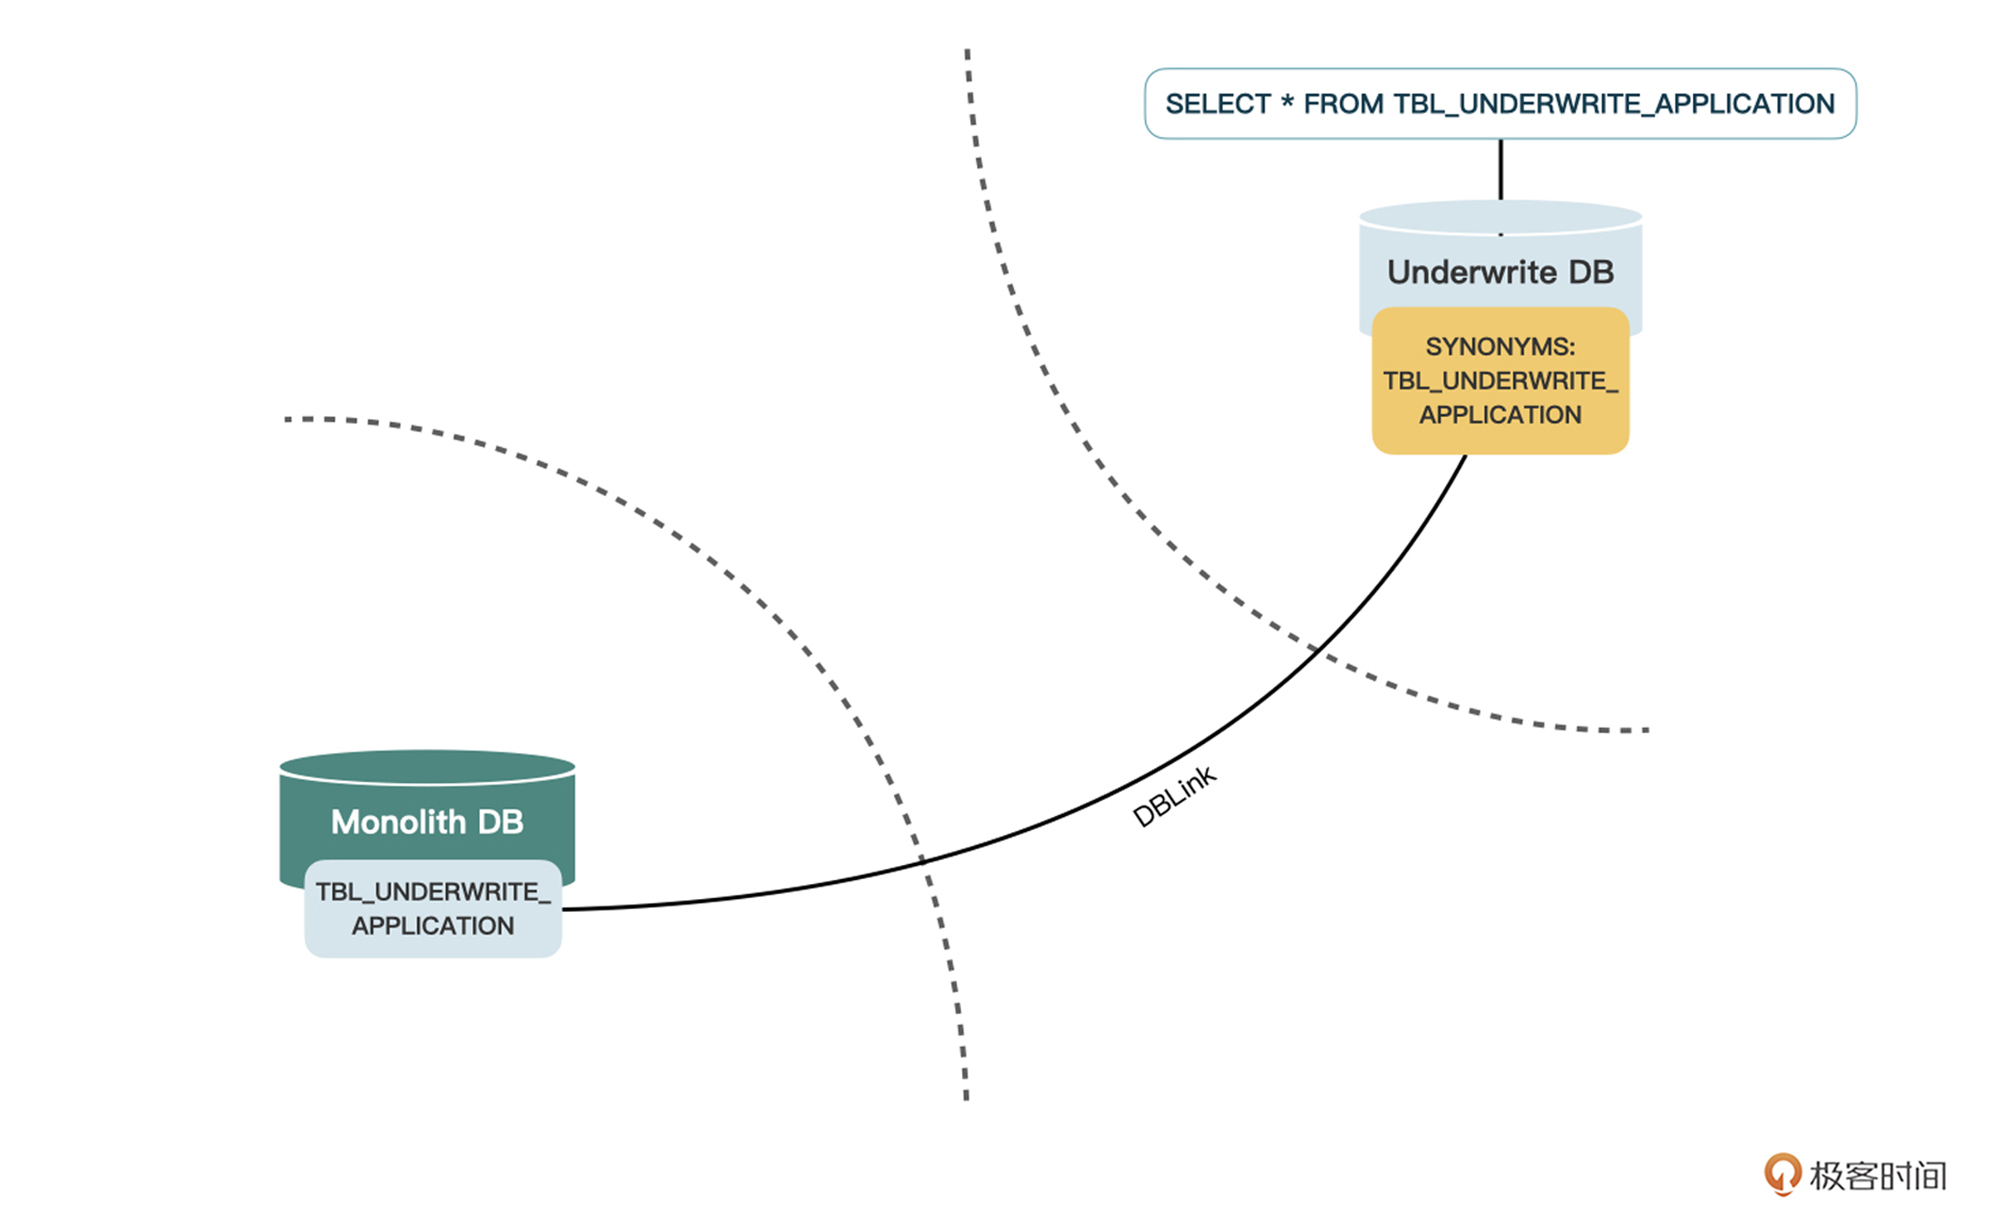 SELECT * FROM TBL_UNDERWRITE_APPLICATION
Underwrite DB
SYNONYMS:
TBL_UNDERWRITE_
APPLICATION
DBLink
Monolith DB
TBL_UNDERWRITE_
APPLICATION
极客时间